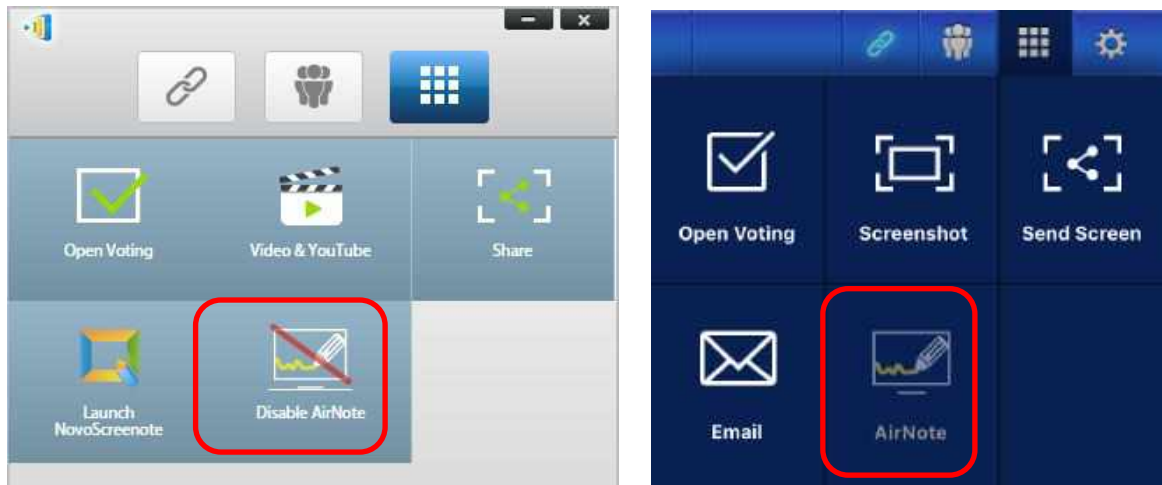 Open Voting
Video & YouTube
Share
Launch
NovoScreenote
Disable AirNote
Open Voting
Screenshot
Send Screen
Email
AirNote